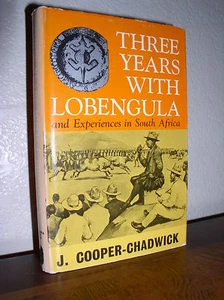 THREE
YEARS
WITH
LOBENGULA
and Experiences in South Africa
J. COOPER-CHADWICK